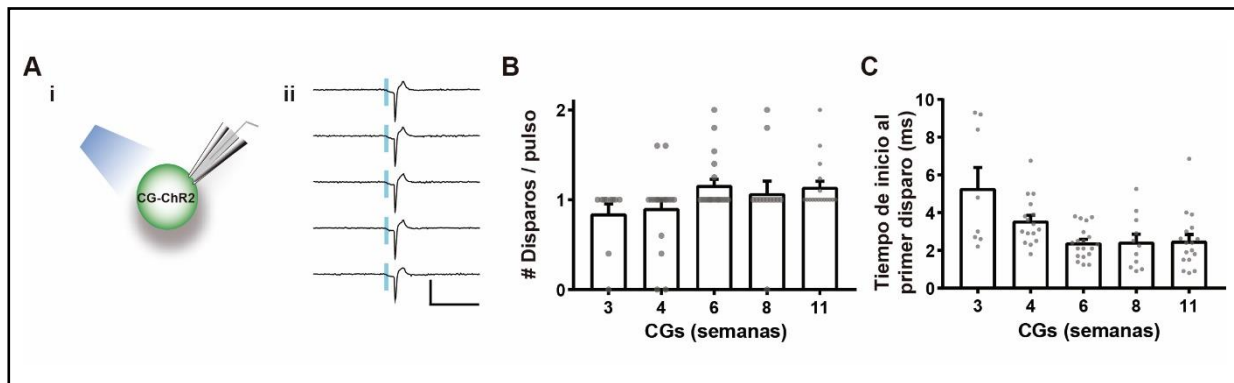 A
i
CG-ChR2
ii
B
# Disparos / pulso
2
1
0
3 4 6 8 11
CGs (semanas)
C
Tiempo de inicio al
primer disparo (ms)
10
8
6
4
2
0
3 4 6 8 11
CGs (semanas)